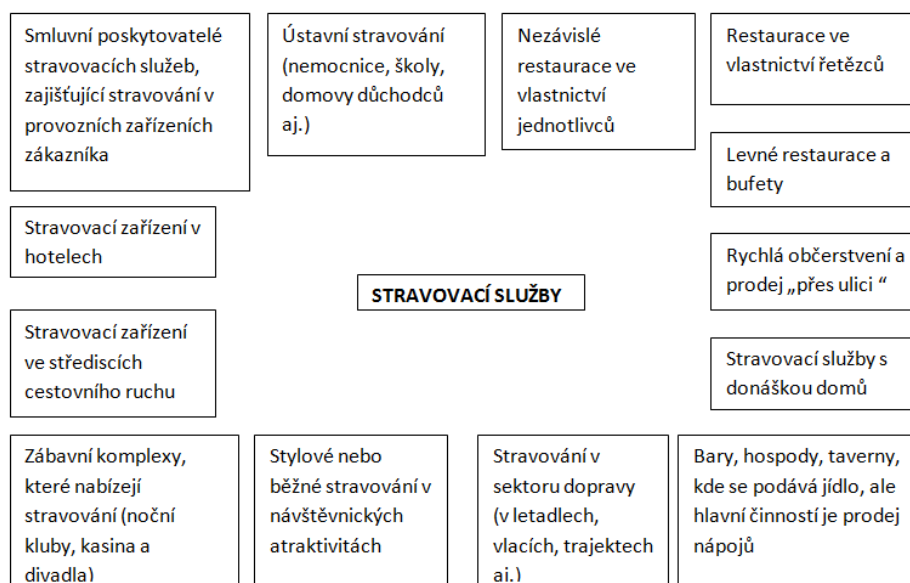 Smluvní poskytovatelé
stravovacích služeb,
zajišťující stravování v
provozních zařízeních
zákazníka
Ústavní stravování
(nemocnice, školy,
domovy důchodců
aj.)
Nezávislé
restaurace ve
vlastnictví
jednotlivců
Restaurace ve
vlastnictví řetězců
Levné restaurace a
bufety
Stravovací zařízení v
hotelech
Rychlá občerstvení a
prodej „přes ulici “
STRAVOVACÍ SLUŽBY
Stravovací zařízení
ve střediscích
cestovního ruchu
Stravovací služby s
donáškou domů
Zábavní komplexy,
které nabízejí
stravování (noční
kluby, kasina a
divadla)
Stylové nebo
běžné stravování v
návštěvnických
atraktivitách
Stravování v
sektoru dopravy
(v letadlech,
vlacích, trajektech
aj.)
Bary, hospody, taverny,
kde se podává jídlo, ale
hlavní činností je prodej
nápojů